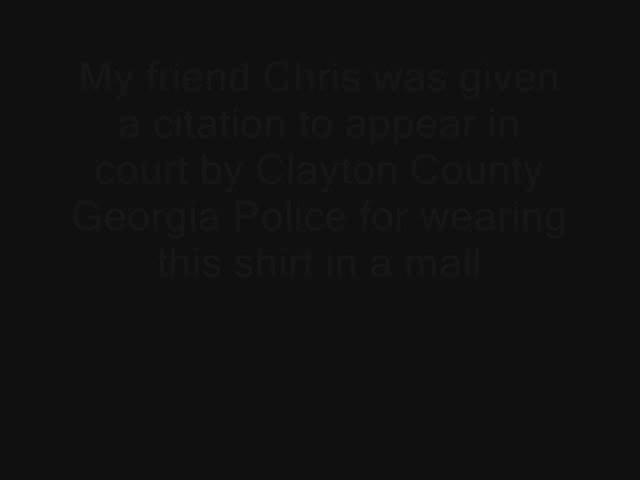 My friend Chris was given
a citation to appear in
court by Clayton County
Georgia Police for wearing
this shirt in a mall